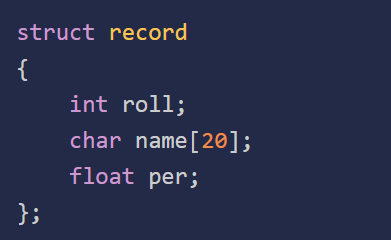 struct record
{
    int roll;
    char name[20];
    float per;
};